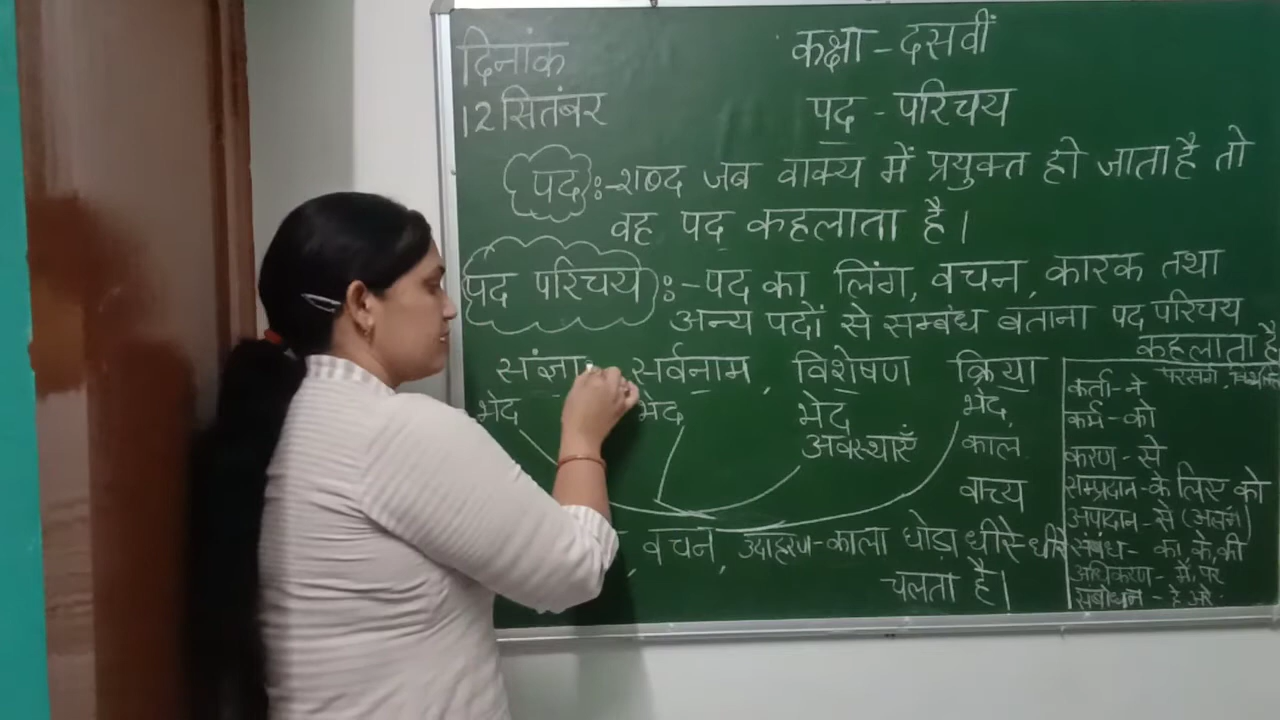 दिनांक
12 सितंबर
कक्षा - दसवीं
पद - परिचय
पद :- शब्द जब वाक्य में प्रयुक्त हो जाता है तो
वह पद कहलाता है।
पद परिचय :- पद का लिंग, वचन, कारक तथा
अन्य पदों से सम्बंध बताना पद परिचय
कहलाता है
संज्ञा सर्वनाम, विशेषण क्रिया
भेद भेद भेद भेद,
अवस्थाएँ काल
वाच्य
, वचन, उदाहरण - काला घोडा धीरे-धीरे
चलता है।
परसर्ग,
कर्ता - ने
कर्म - को
करण - से
सम्प्रदान - के लिए को
अपादान - से (अलग)
संबंध - का, के, की
अधिकरण - में, पर
संबोधन - हे अरे